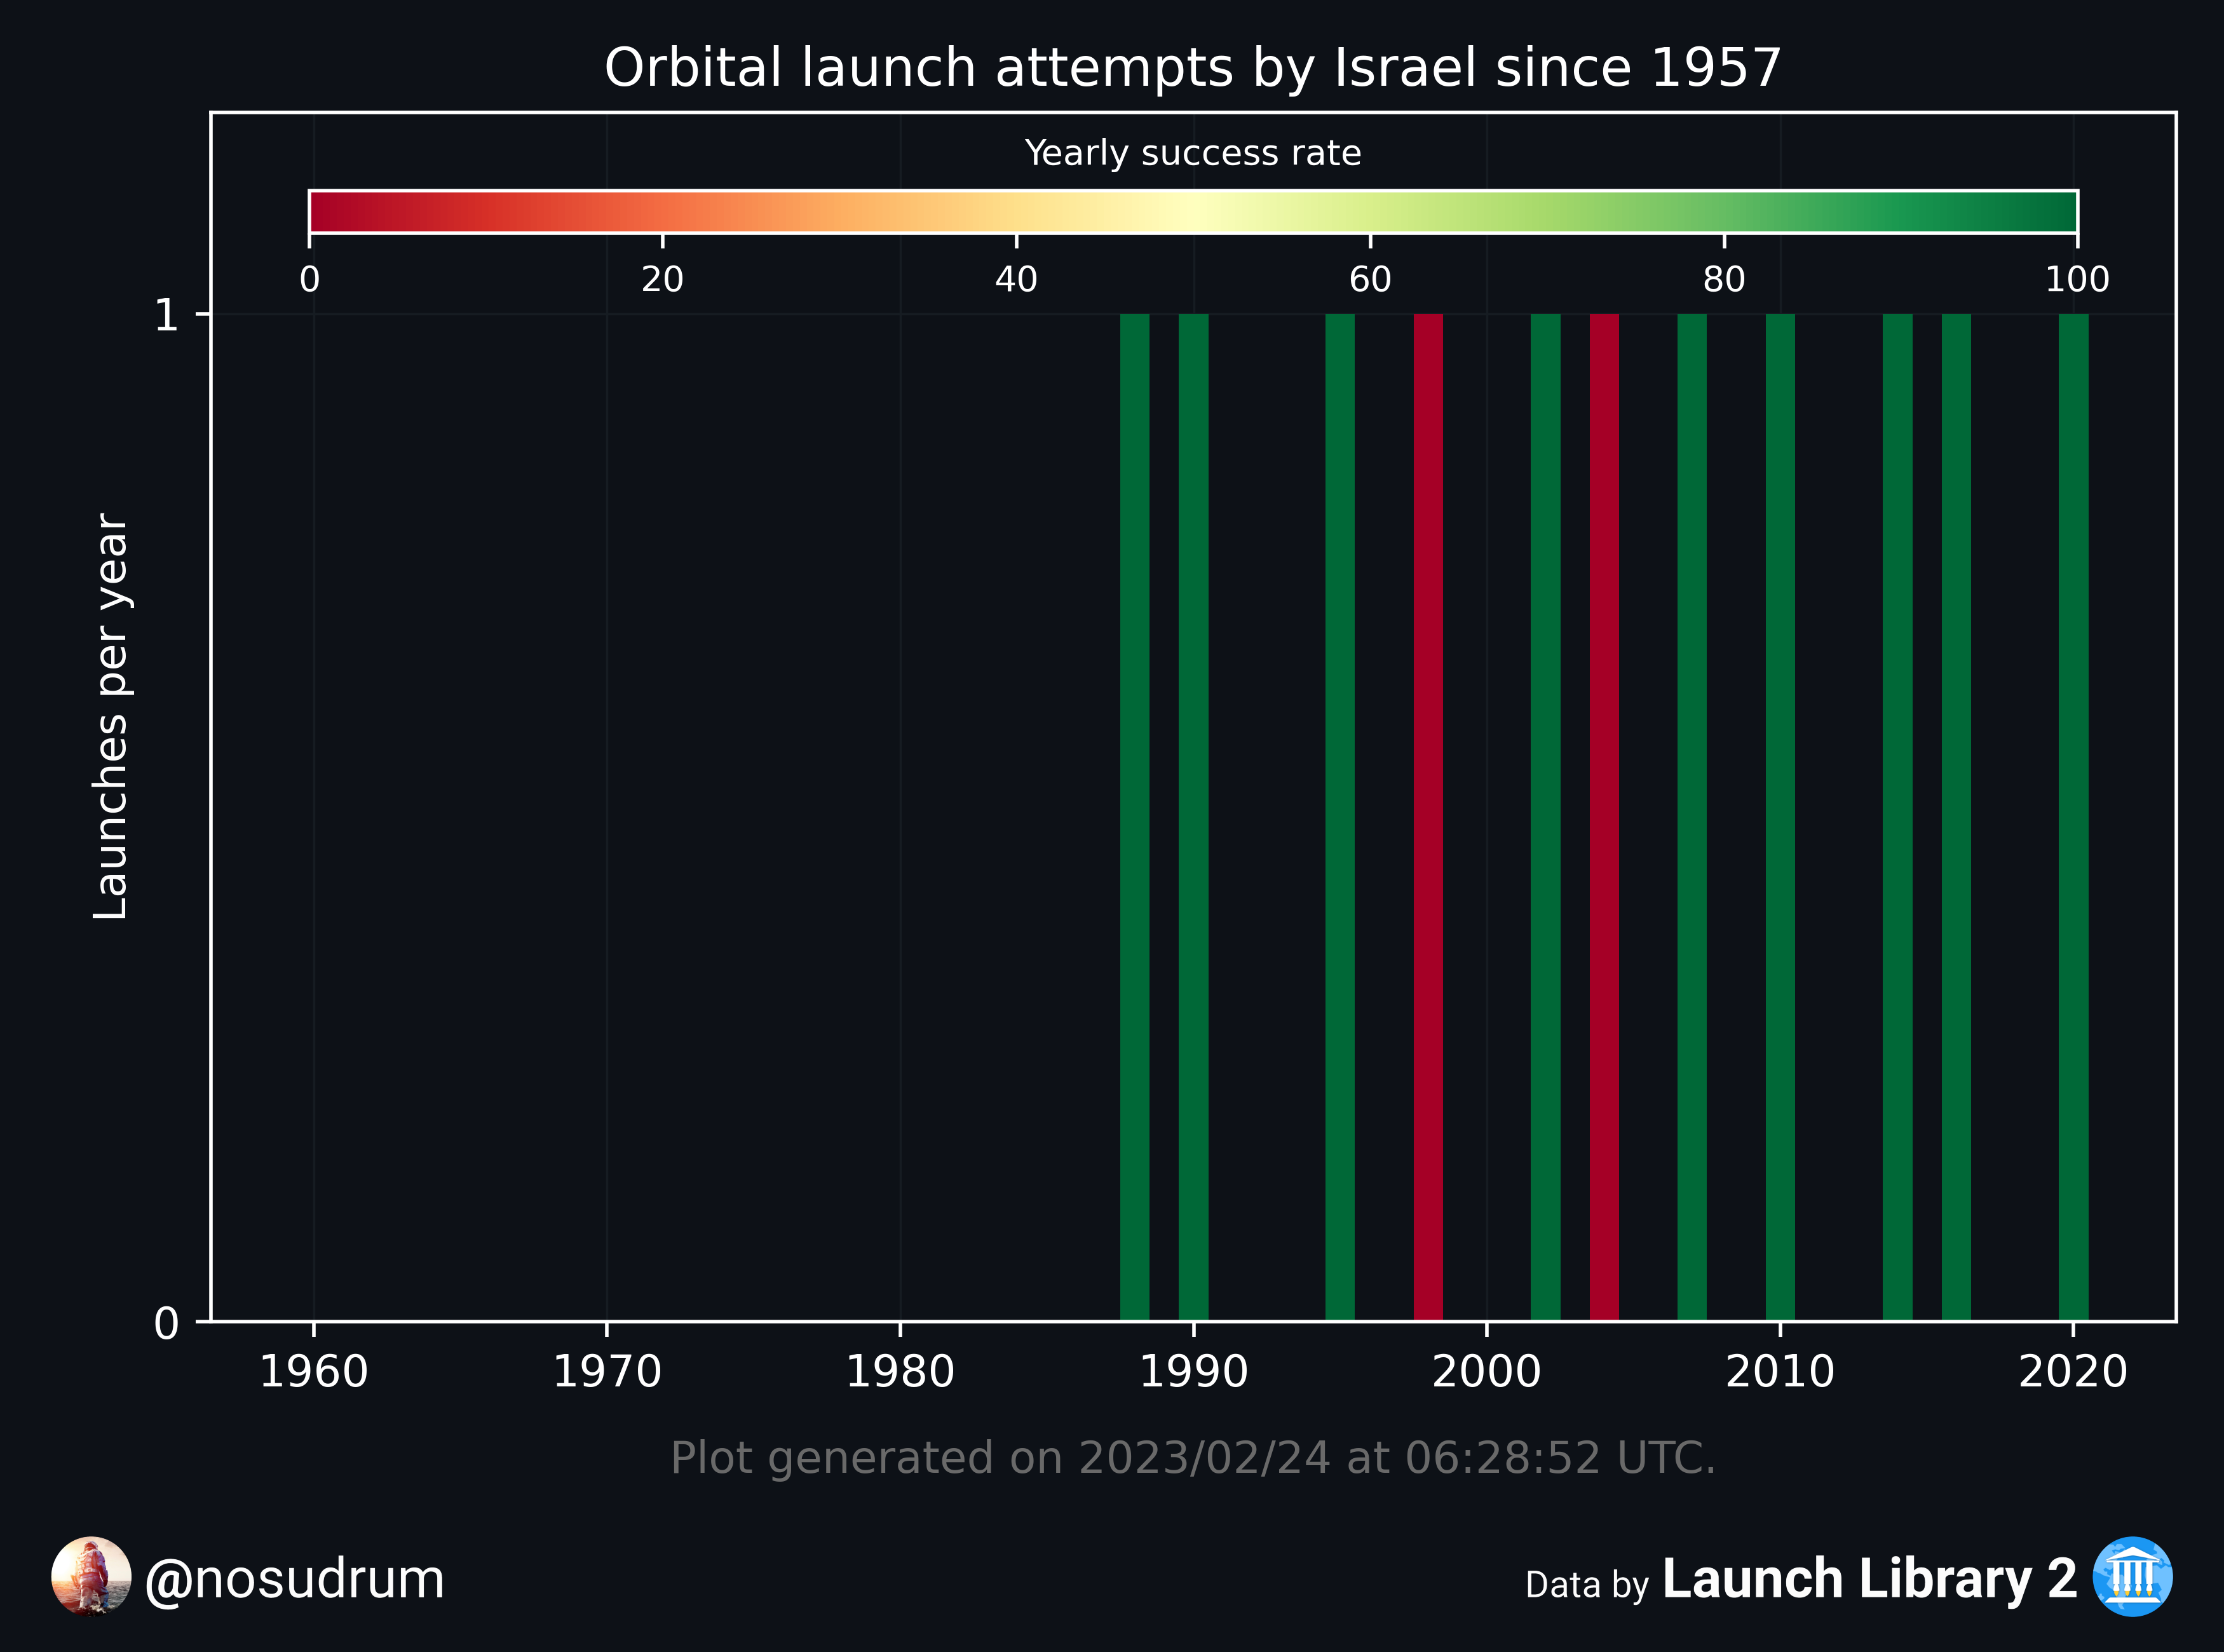 Orbital launch attempts by Israel since 1957
Yearly success rate
0 20 40 60 80 100
1
Launches per year
0
1960 1970 1980 1990 2000 2010 2020
Plot generated on 2023/02/24 at 06:28:52 UTC.
@nosudrum
Data by Launch Library 2